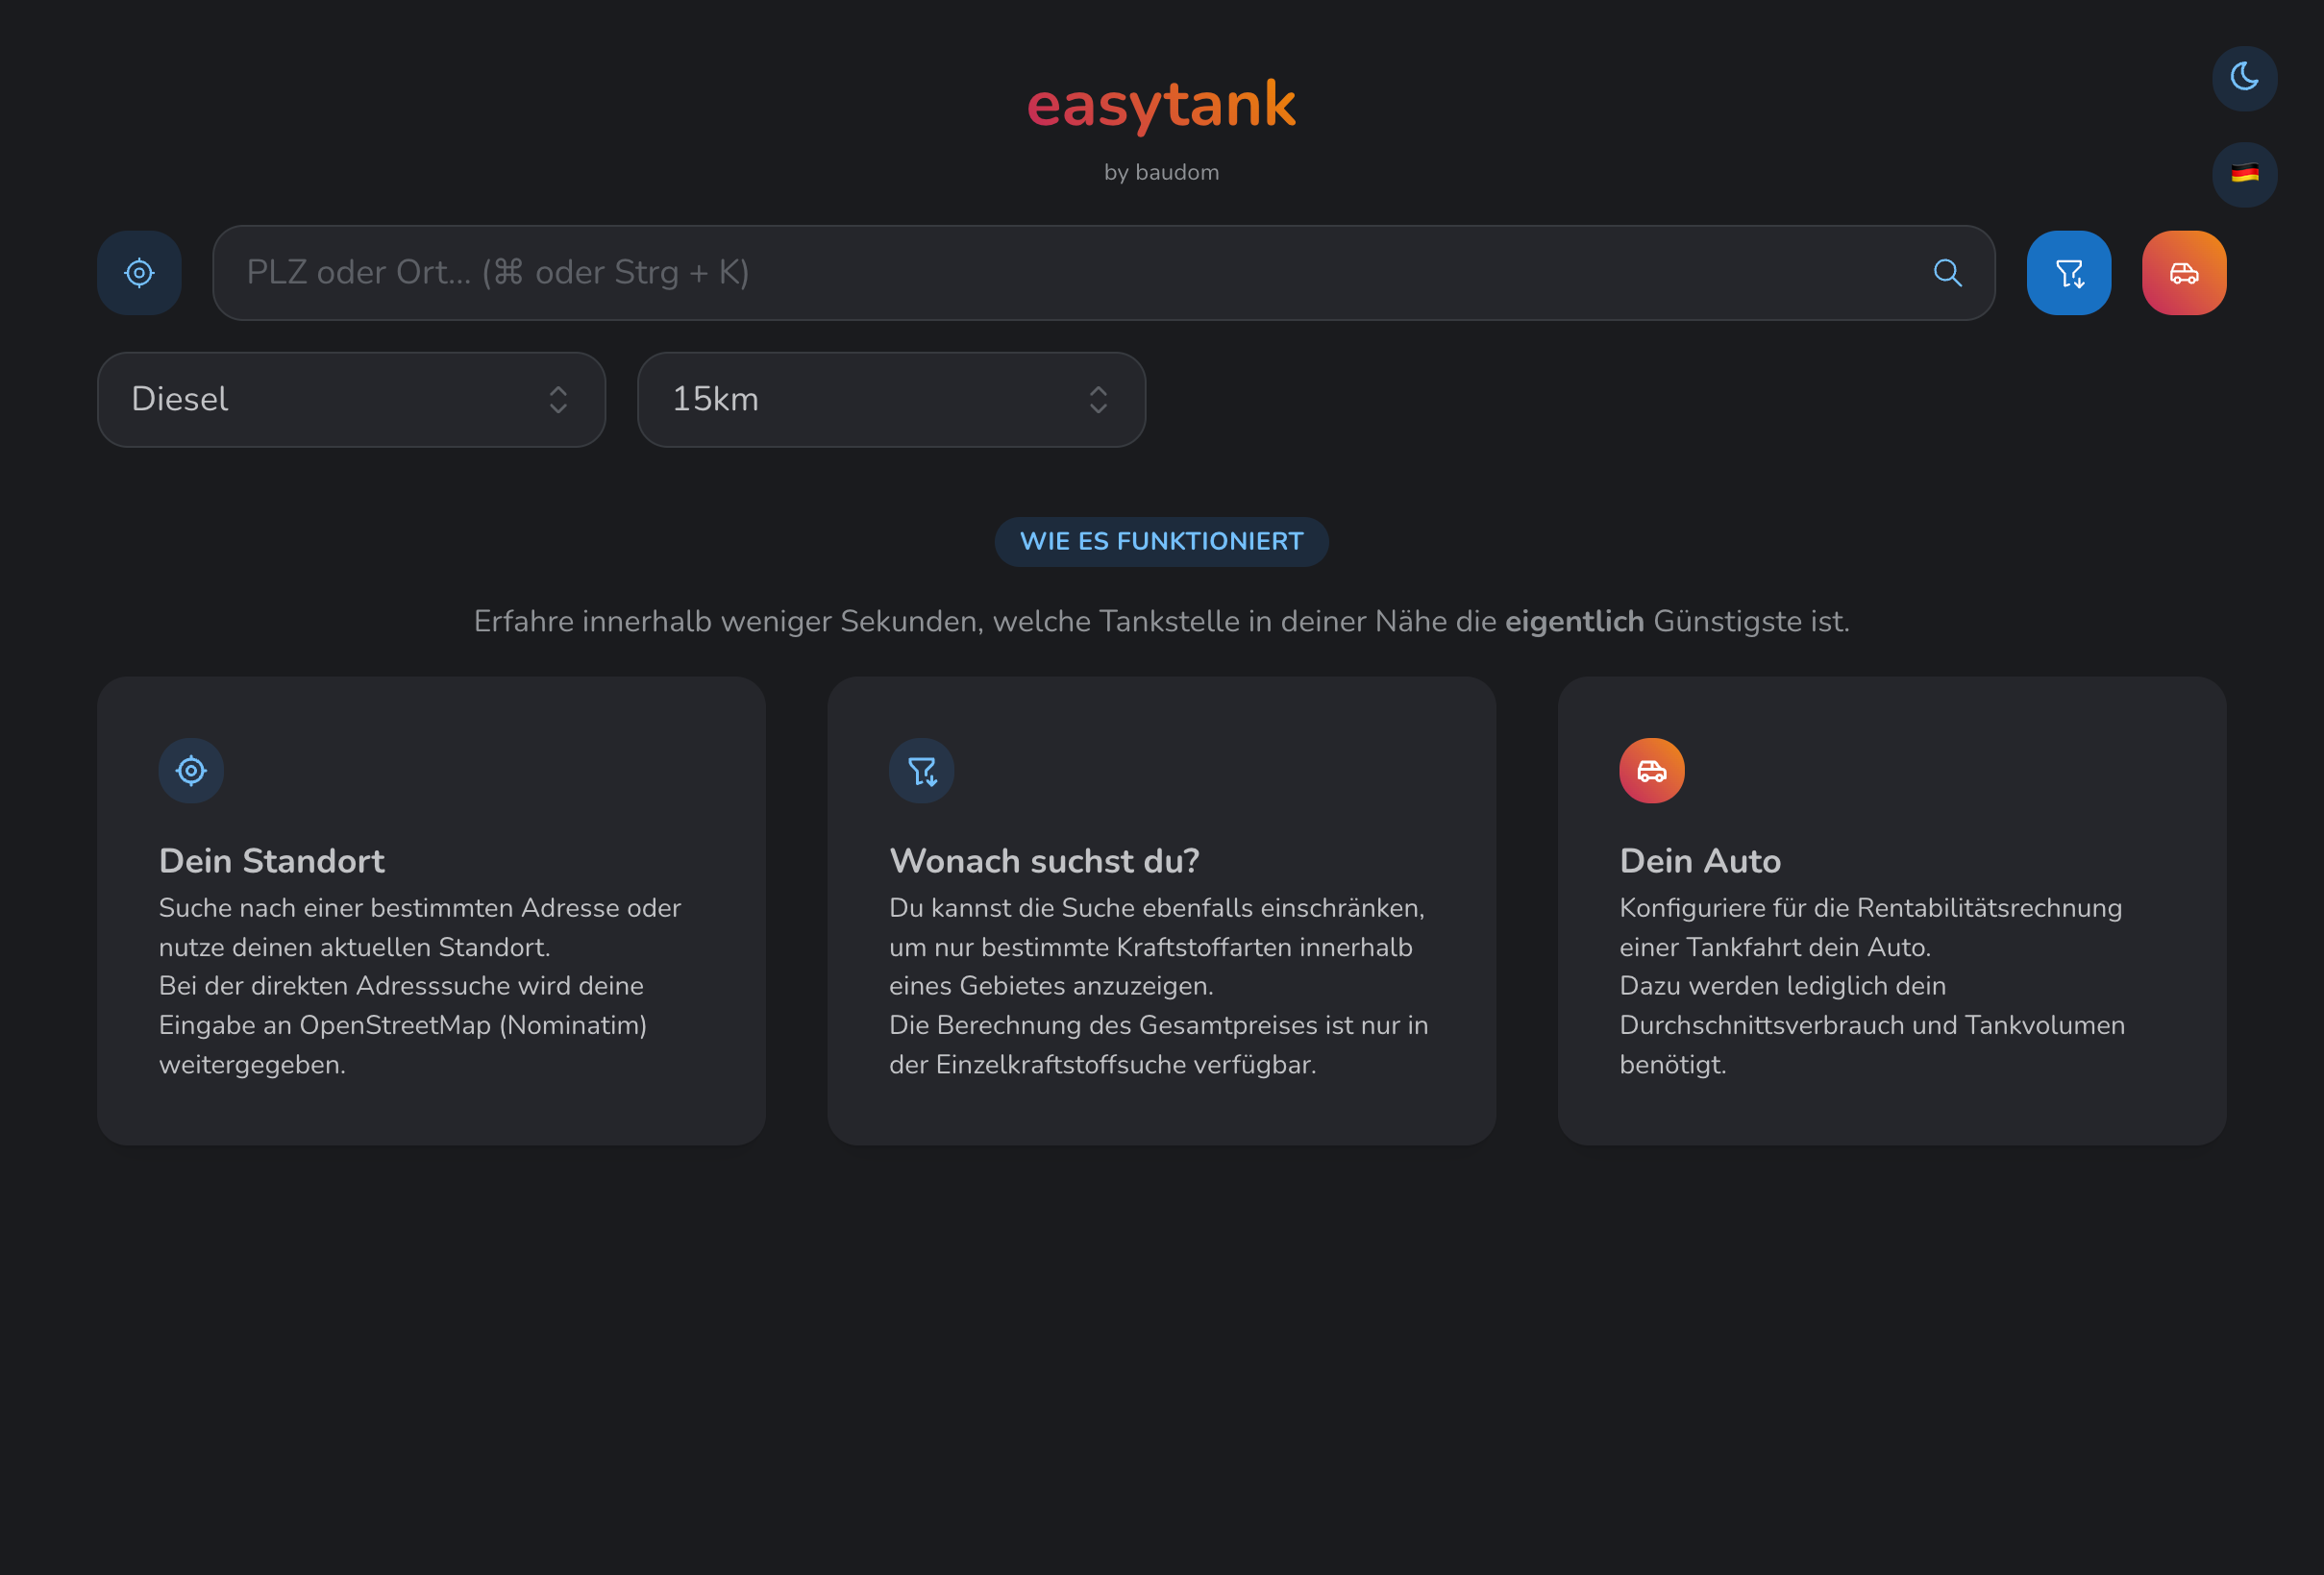 easytank
by baudom
PLZ oder Ort... (⌘ oder Strg + K)
Diesel
15km
WIE ES FUNKTIONIERT
Erfahre innerhalb weniger Sekunden, welche Tankstelle in deiner Nähe die eigentlich Günstigste ist.
Dein Standort
Suche nach einer bestimmten Adresse oder
nutze deinen aktuellen Standort.
Bei der direkten Adresssuche wird deine
Eingabe an OpenStreetMap (Nominatim)
weitergegeben.
Wonach suchst du?
Du kannst die Suche ebenfalls einschränken,
um nur bestimmte Kraftstoffarten innerhalb
eines Gebietes anzuzeigen.
Die Berechnung des Gesamtpreises ist nur in
der Einzelkraftstoffsuche verfügbar.
Dein Auto
Konfiguriere für die Rentabilitätsrechnung
einer Tankfahrt dein Auto.
Dazu werden lediglich dein
Durchschnittsverbrauch und Tankvolumen
benötigt.